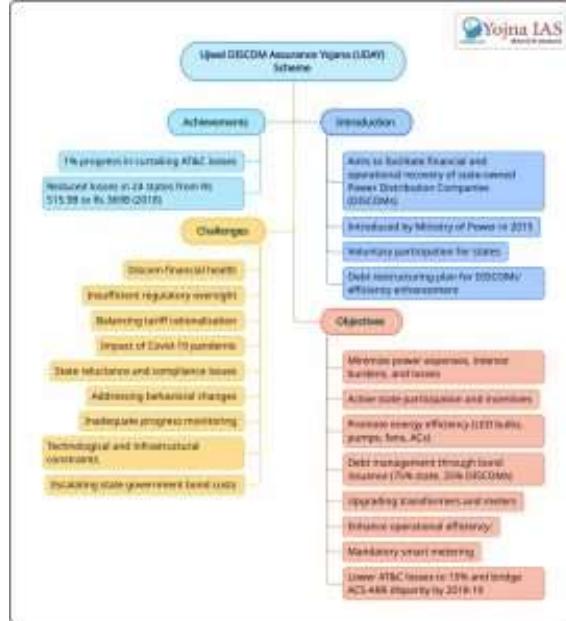 Yojna IAS
Ujwal DISCOM Assurance Yojana (UDAY)
Scheme
Achievements
1% progress in curtailing AT&C losses
Reduced losses in 24 states from Rs
515.9B to Rs 369B (2018)
Challenges
Discom financial health
Insufficient regulatory oversight
Balancing tariff rationalisation
Impact of Covid-19 pandemic
State reluctance and compliance issues
Addressing behavioral changes
Inadequate progress monitoring
Technological and infrastructural
constraints
Escalating state government bond costs
Introduction
Aims to facilitate financial and
operational recovery of state-owned
Power Distribution Companies
(DISCOMs)
Introduced by Ministry of Power in 2015
Voluntary participation for states
Debt restructuring plan for DISCOMs'
efficiency enhancement
Objectives
Minimize power expenses, interest
burdens, and losses
Active state participation and incentives
Promote energy efficiency (LED bulbs,
pumps, fans, ACs)
Debt management through bond
issuance (75% state, 25% DISCOMs)
Upgrading transformers and meters
Enhance operational efficiency
Mandatory smart metering
Lower AT&C losses to 15% and bridge
ACS-ARR disparity by 2018-19